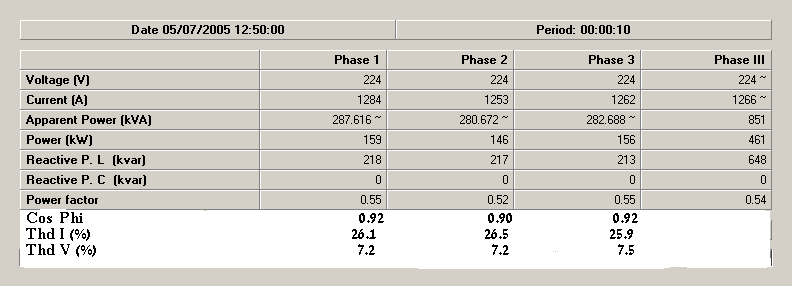 Date 05/07/2005 12:50:00 Period: 00:00:10
Phase 1 Phase 2 Phase 3 Phase III
Voltage (V) 224 224 224 224 ~
Current (A) 1284 1253 1262 1266 ~
Apparent Power (kVA) 287.616 ~ 280.672 ~ 282.688 ~ 851
Power (kW) 159 146 156 461
Reactive P. L (kvar) 218 217 213 648
Reactive P. C (kvar) 0 0 0 0
Power factor 0.55 0.52 0.55 0.54
Cos Phi 0.92 0.90 0.92
Thd I (%) 26.1 26.5 25.9
Thd V (%) 7.2 7.2 7.5